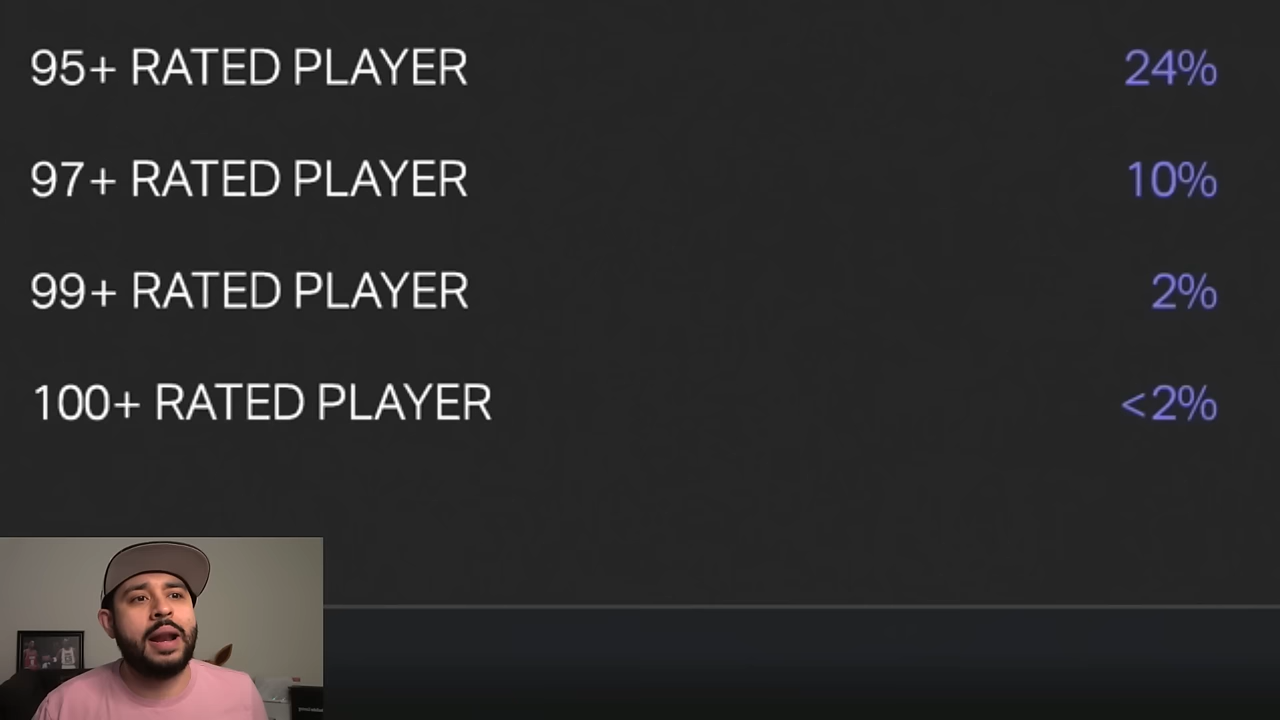 95+ RATED PLAYER 24%
97+ RATED PLAYER 10%
99+ RATED PLAYER 2%
100+ RATED PLAYER <2%